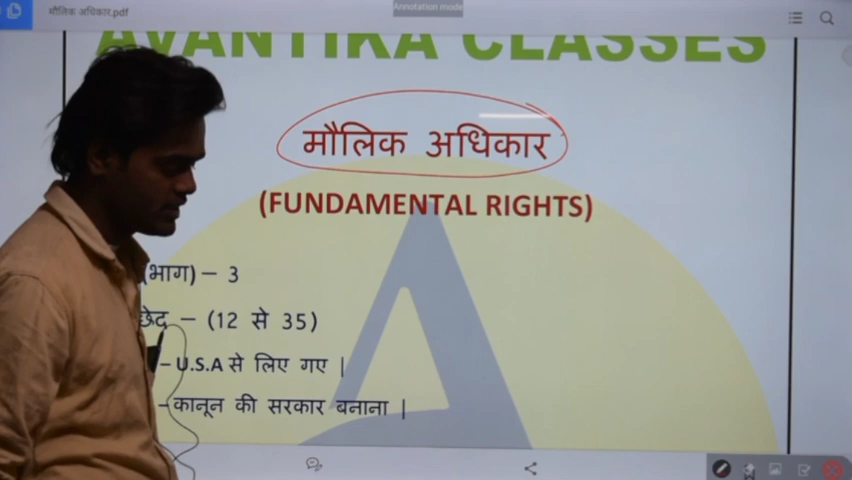 मौलिक अधिकार.pdf
Annotation mode
AVANTIKA CLASSES
मौलिक अधिकार
(FUNDAMENTAL RIGHTS)
(भाग) – 3
– (12 से 35)
– U.S.A से लिए गए |
–कानून की सरकार बनाना |